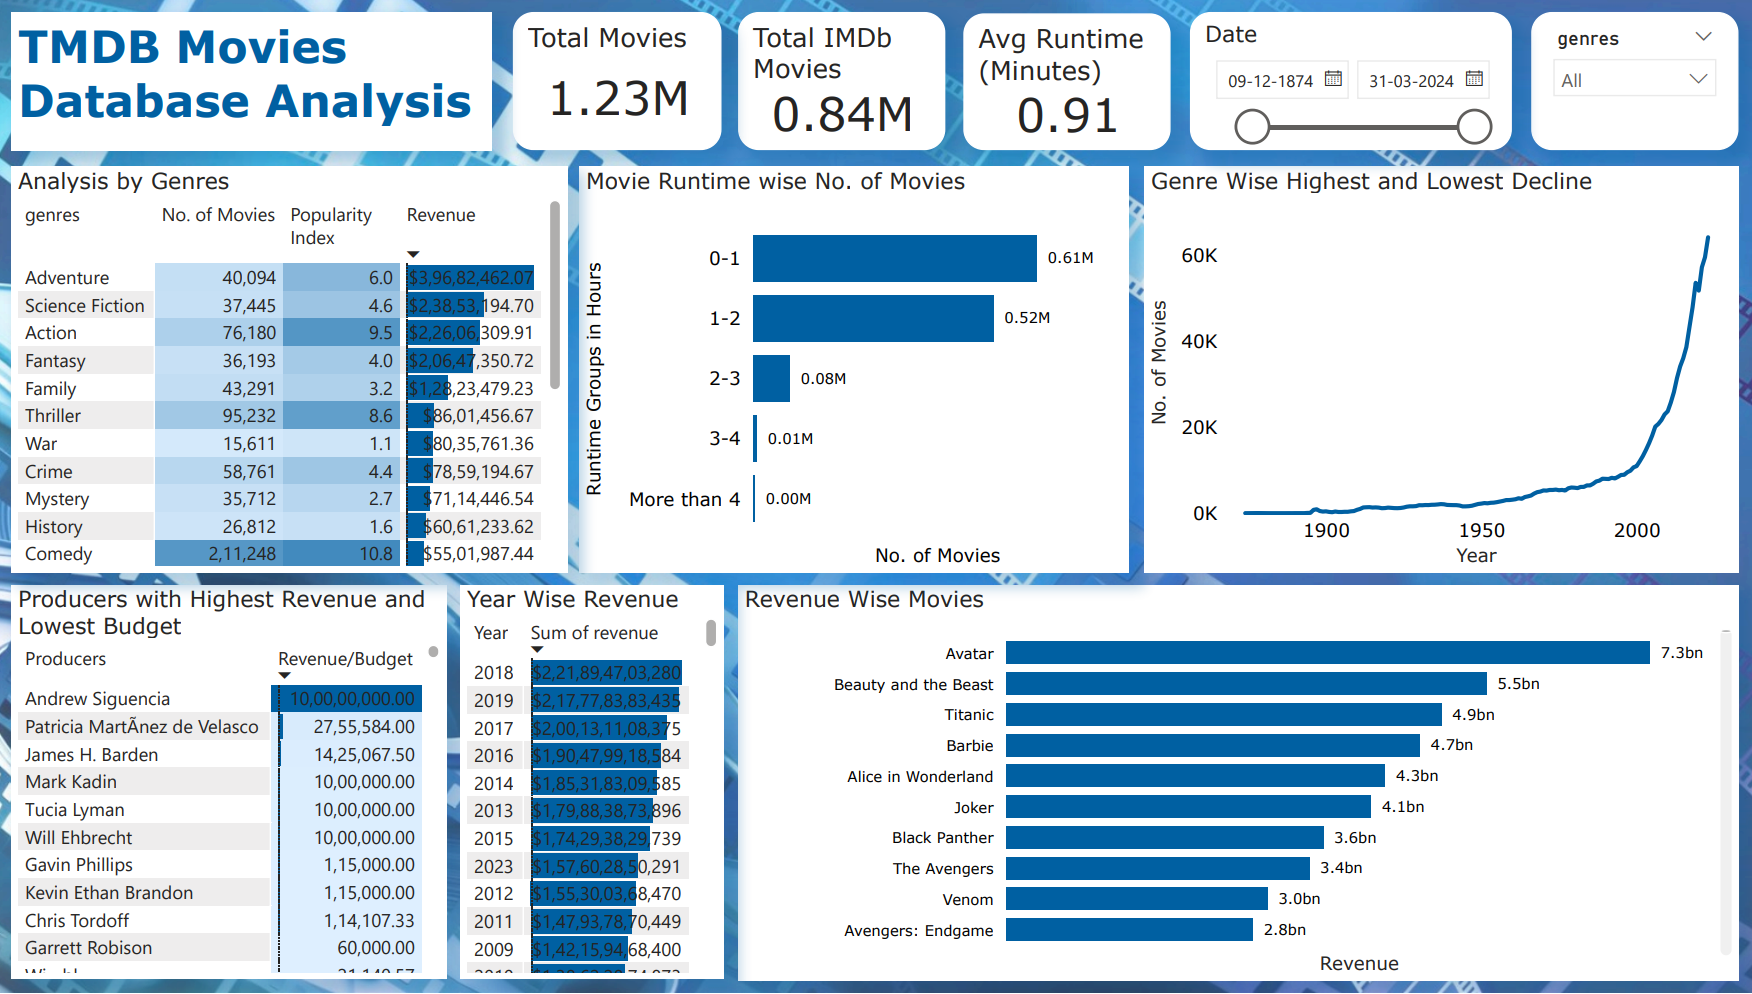 TMDB Movies
Database Analysis
Total Movies
1.23M
Total IMDb
Movies
0.84M
Avg Runtime
(Minutes)
0.91
Date
09-12-1874
31-03-2024
genres
All
Analysis by Genres
genres No. of Movies Popularity Index Revenue
Adventure 40,094 6.0 $3,96,82,462.07
Science Fiction 37,445 4.6 $2,38,53,194.70
Action 76,180 9.5 $2,26,06,309.91
Fantasy 36,193 4.0 $2,06,47,350.72
Family 43,291 3.2 $1,28,23,479.23
Thriller 95,232 8.6 $86,01,456.67
War 15,611 1.1 $80,35,761.36
Crime 58,761 4.4 $78,59,194.67
Mystery 35,712 2.7 $71,14,446.54
History 26,812 1.6 $60,61,233.62
Comedy 2,11,248 10.8 $55,01,987.44
Movie Runtime wise No. of Movies
Runtime Groups in Hours
0-1 0.61M
1-2 0.52M
2-3 0.08M
3-4 0.01M
More than 4 0.00M
No. of Movies
Genre Wise Highest and Lowest Decline
No. of Movies
60K
40K
20K
0K
1900 1950 2000
Year
Producers with Highest Revenue and
Lowest Budget
Producers Revenue/Budget
Andrew Siguencia 10,00,00,000.00
Patricia MartÃnez de Velasco 27,55,584.00
James H. Barden 14,25,067.50
Mark Kadin 10,00,000.00
Tucia Lyman 10,00,000.00
Will Ehbrecht 10,00,000.00
Gavin Phillips 1,15,000.00
Kevin Ethan Brandon 1,15,000.00
Chris Tordoff 1,14,107.33
Garrett Robison 60,000.00
Year Wise Revenue
Year Sum of revenue
2018 $2,21,89,47,03,280
2019 $2,17,77,83,83,435
2017 $2,00,13,11,08,375
2016 $1,90,47,99,18,584
2014 $1,85,31,83,09,585
2013 $1,79,88,38,73,896
2015 $1,74,29,38,29,739
2023 $1,57,60,28,50,291
2012 $1,55,30,03,68,470
2011 $1,47,93,78,70,449
2009 $1,42,15,94,68,400
Revenue Wise Movies
Avatar 7.3bn
Beauty and the Beast 5.5bn
Titanic 4.9bn
Barbie 4.7bn
Alice in Wonderland 4.3bn
Joker 4.1bn
Black Panther 3.6bn
The Avengers 3.4bn
Venom 3.0bn
Avengers: Endgame 2.8bn
Revenue